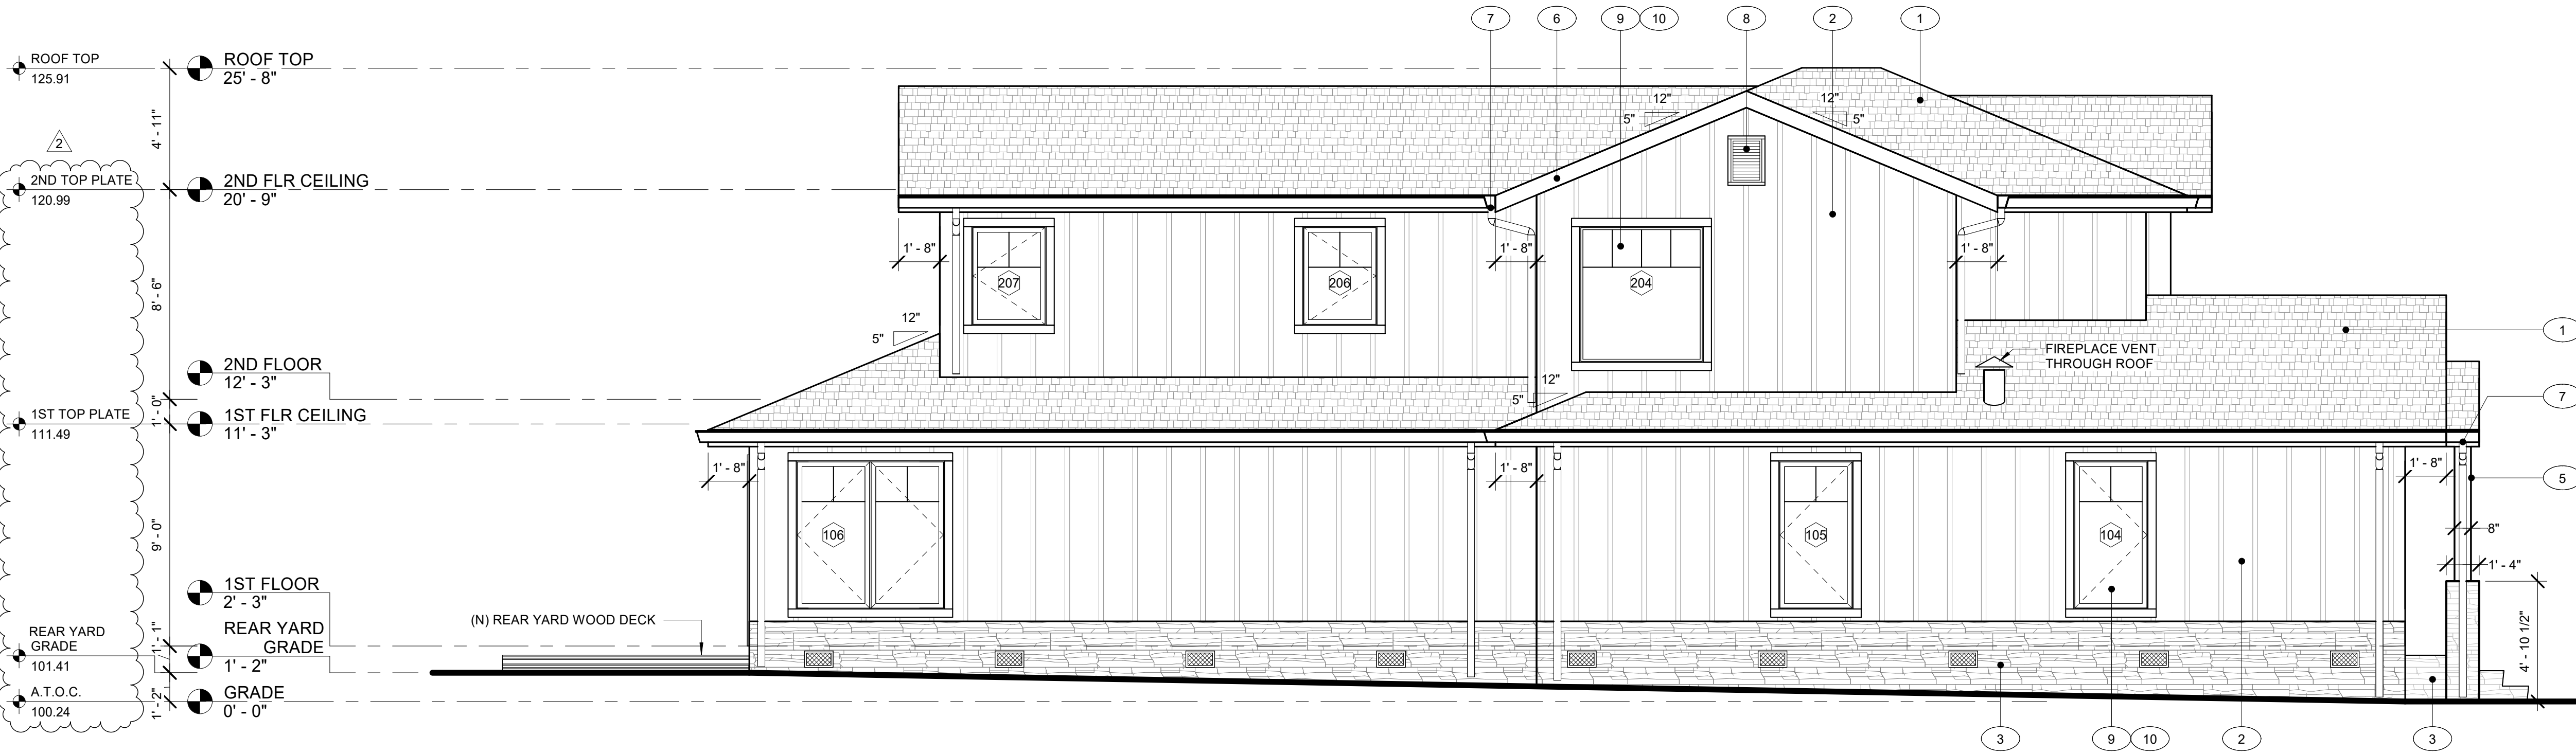 7
6
9
10
8
2
1
ROOF TOP
125.91
ROOF TOP
25' - 8"
4' - 11"
12"
5"
12"
5"
2
2ND TOP PLATE
120.99
2ND FLR CEILING
20' - 9"
8' - 6"
1' - 8"
1' - 8"
1' - 8"
207
206
204
12"
5"
1
FIREPLACE VENT
THROUGH ROOF
2ND FLOOR
12' - 3"
1' - 0"
12"
5"
7
1ST TOP PLATE
111.49
1ST FLR CEILING
11' - 3"
9' - 0"
1' - 8"
1' - 8"
1' - 8"
5
106
105
104
8"
1' - 4"
1ST FLOOR
2' - 3"
(N) REAR YARD WOOD DECK
4' - 10 1/2"
REAR YARD
GRADE
101.41
1' - 1"
REAR YARD
GRADE
1' - 2"
A.T.O.C.
100.24
1' - 2"
GRADE
0' - 0"
3
9
10
2
3